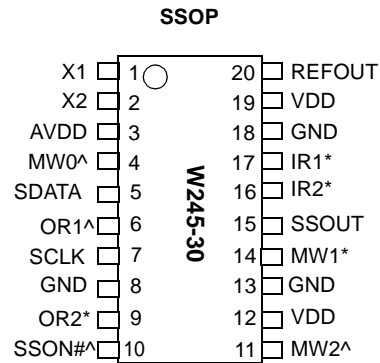 SSOP
X1 1 20 REFOUT
X2 2 19 VDD
AVDD 3 18 GND
MW0^ 4 17 IR1*
SDATA 5 16 IR2*
OR1^ 6 15 SSOUT
SCLK 7 14 MW1*
GND 8 13 GND
OR2* 9 12 VDD
SSON#^ 10 11 MW2^
W245-30